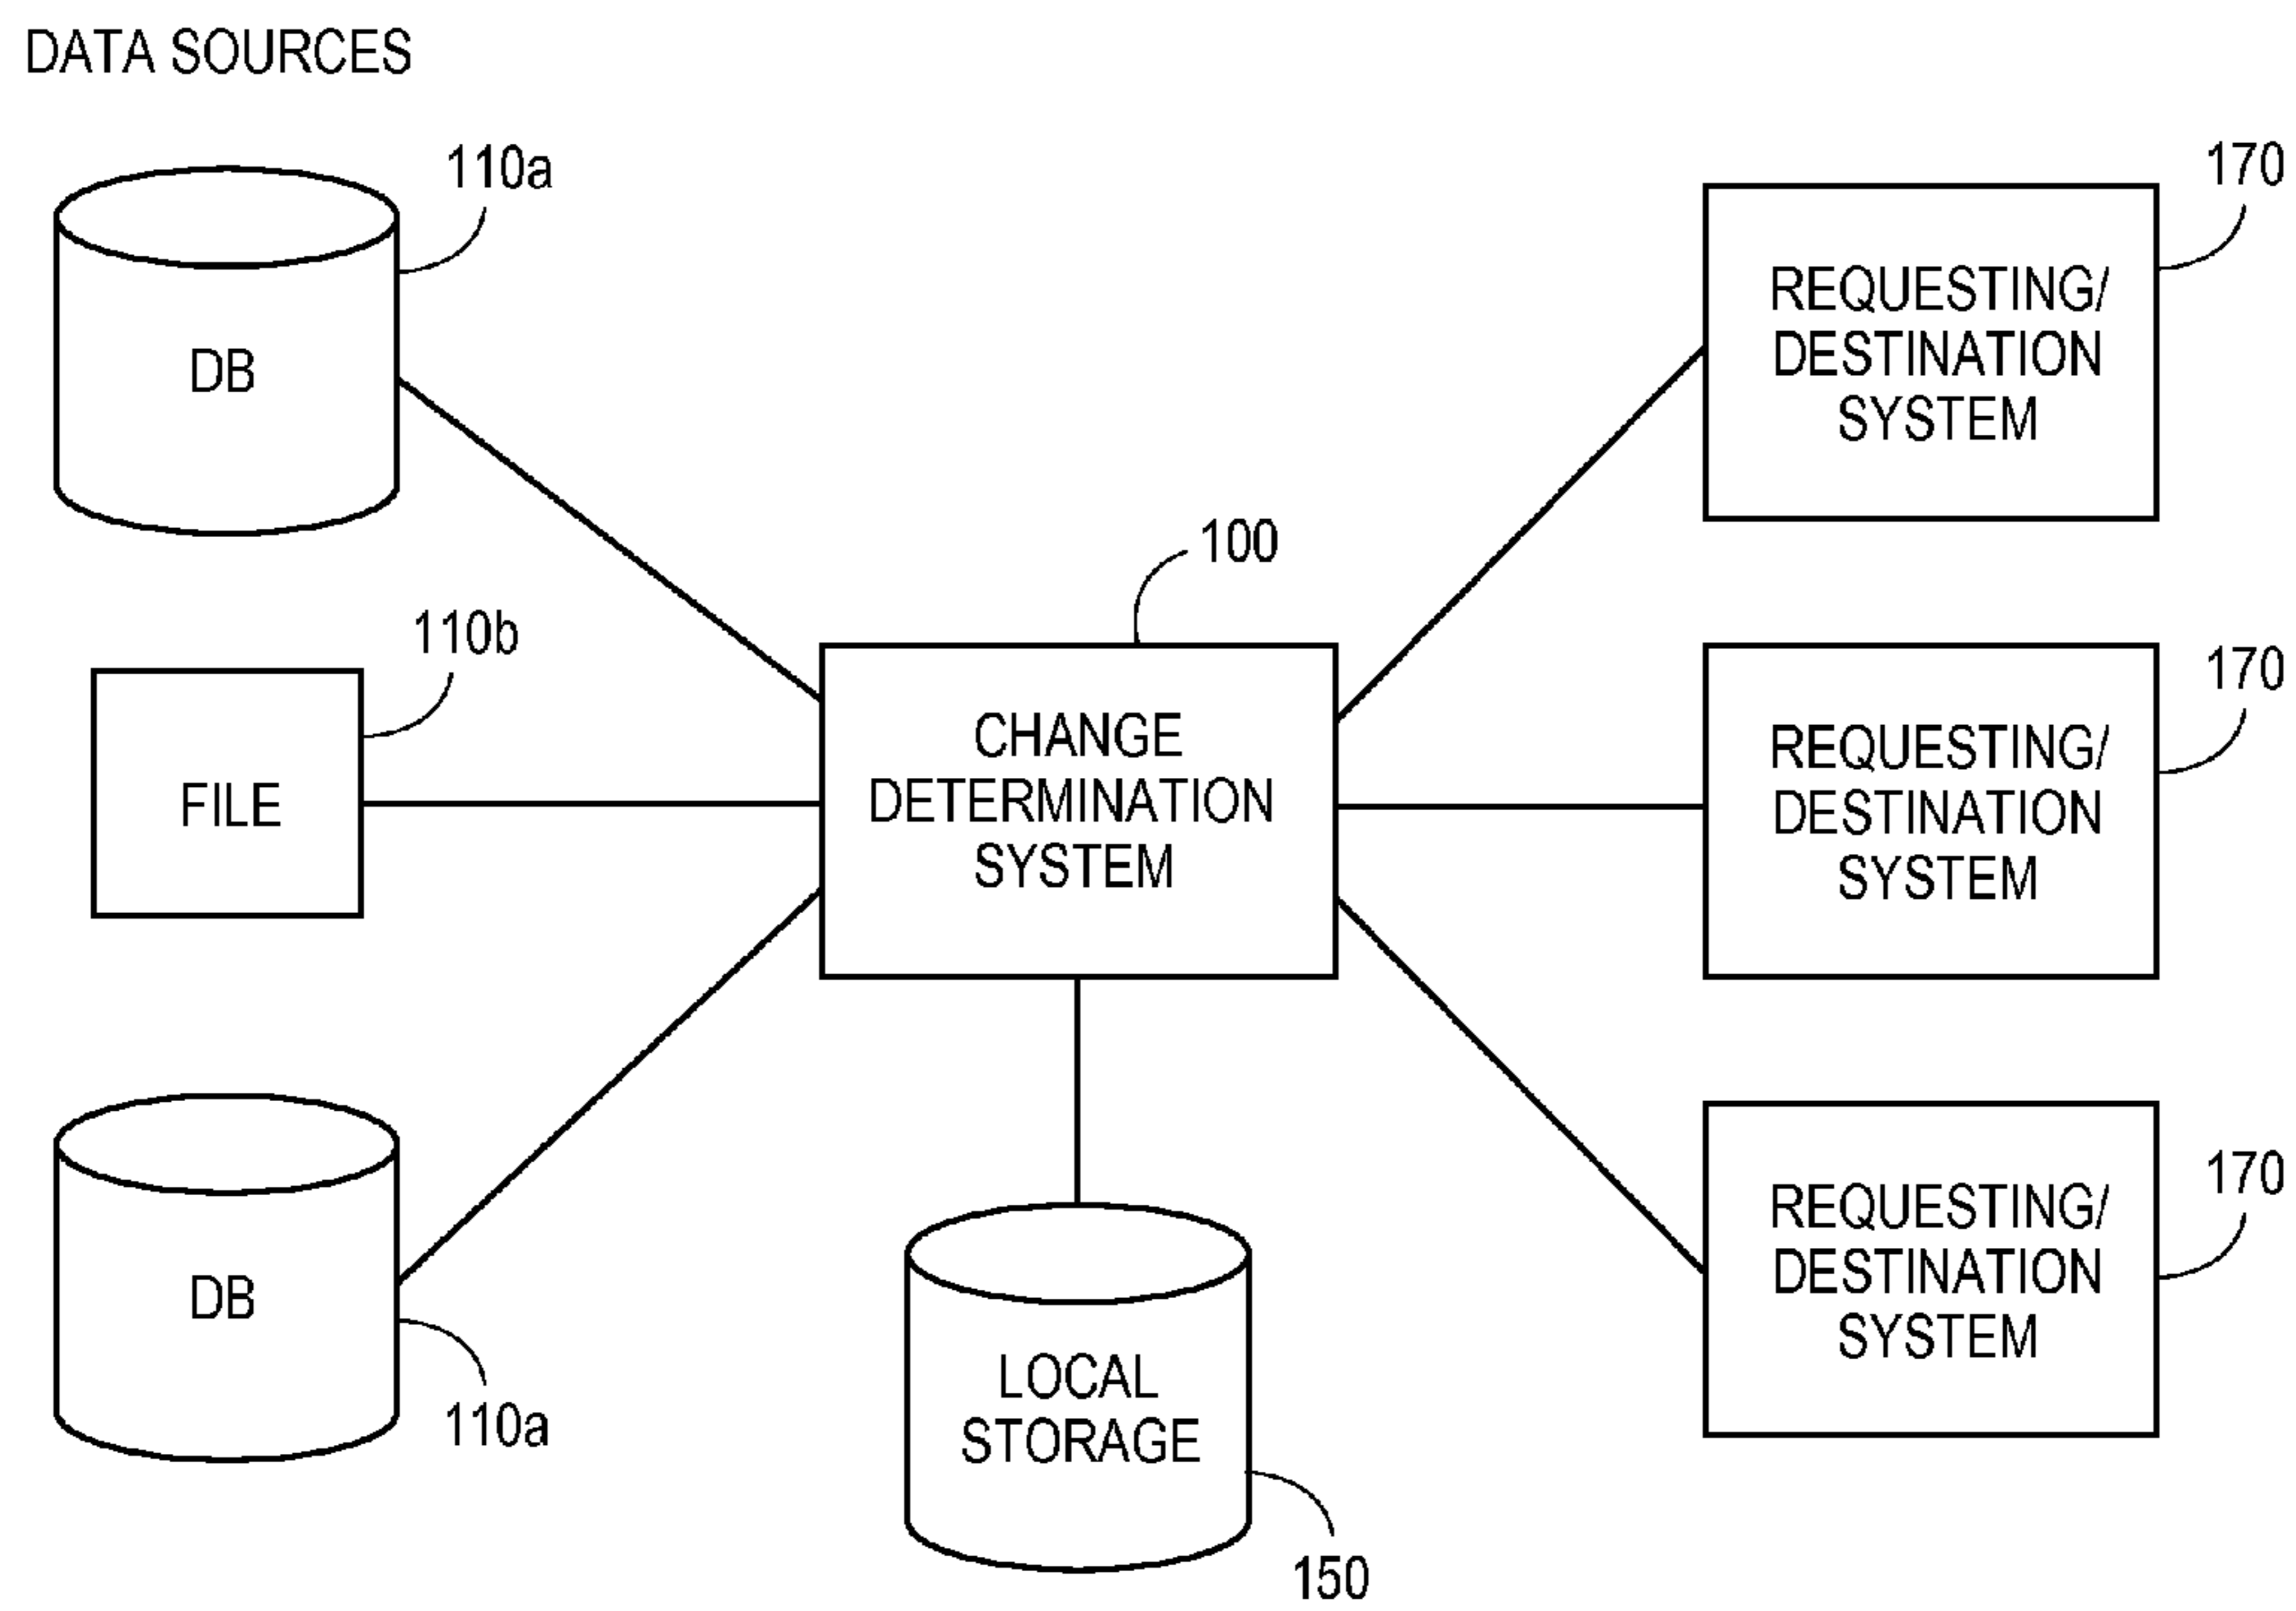 DATA SOURCES
110a
DB
110b
FILE
DB
110a
100
CHANGE
DETERMINATION
SYSTEM
LOCAL
STORAGE
150
170
REQUESTING/
DESTINATION
SYSTEM
170
REQUESTING/
DESTINATION
SYSTEM
170
REQUESTING/
DESTINATION
SYSTEM